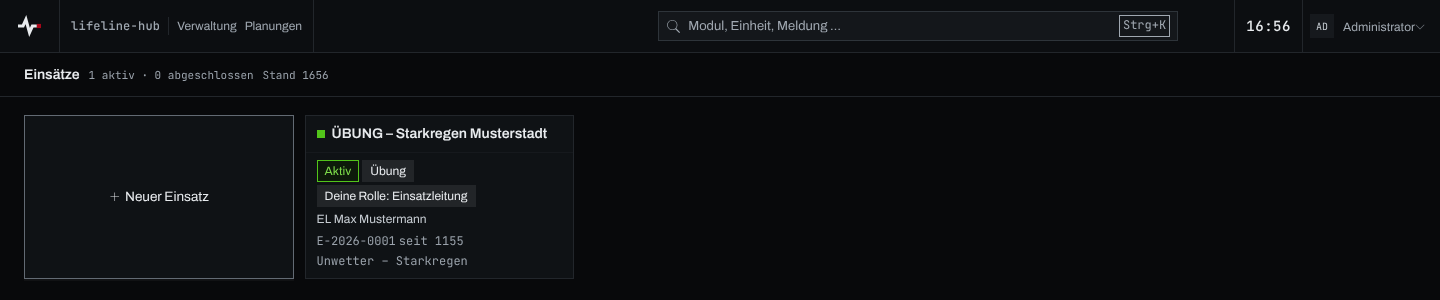 lifeline-hub Verwaltung Planungen Modul, Einheit, Meldung ... Strg+K 16:56 AD Administrator
Einsätze 1 aktiv · 0 abgeschlossen Stand 1656
+ Neuer Einsatz
ÜBUNG – Starkregen Musterstadt
Aktiv Übung
Deine Rolle: Einsatzleitung
EL Max Mustermann
E-2026-0001 seit 1155
Unwetter – Starkregen